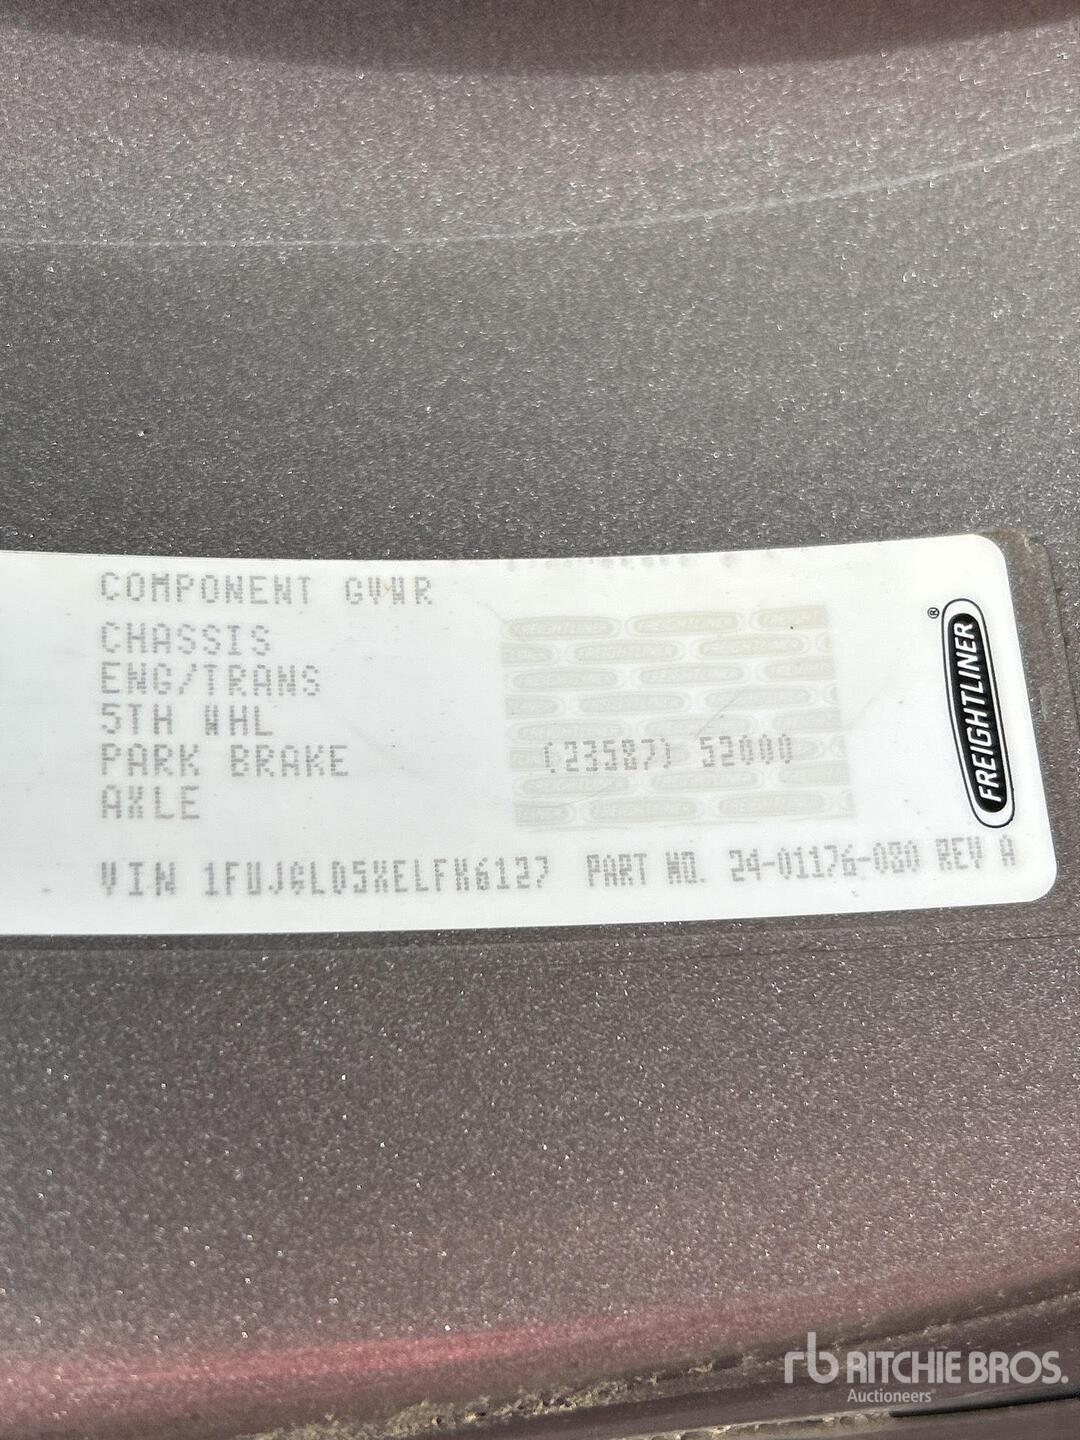 COMPONENT GVWR
CHASSIS
ENG/TRANS
5TH WHL
PARK BRAKE (23587) 52000
AXLE
VIN 1FUJGLD5XELFK6127 PART NO. 24-01176-080 REV A
FREIGHTLINER
®
rb RITCHIE BROS.
Auctioneers